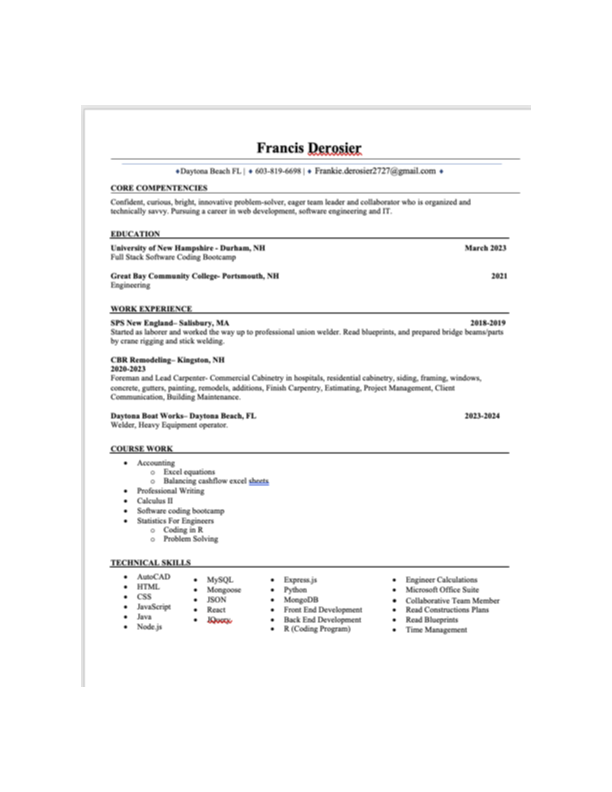 Francis Derosier
♦Daytona Beach FL | ♦ 603-819-6698 | ♦ Frankie.derosier2727@gmail.com ♦
CORE COMPENTENCIES
Confident, curious, bright, innovative problem-solver, eager team leader and collaborator who is organized and
technically savvy. Pursuing a career in web development, software engineering and IT.
EDUCATION
University of New Hampshire - Durham, NH March 2023
Full Stack Software Coding Bootcamp
Great Bay Community College- Portsmouth, NH 2021
Engineering
WORK EXPERIENCE
SPS New England– Salisbury, MA 2018-2019
Started as laborer and worked the way up to professional union welder. Read blueprints, and prepared bridge beams/parts
by crane rigging and stick welding.
CBR Remodeling– Kingston, NH
2020-2023
Foreman and Lead Carpenter- Commercial Cabinetry in hospitals, residential cabinetry, siding, framing, windows,
concrete, gutters, painting, remodels, additions, Finish Carpentry, Estimating, Project Management, Client
Communication, Building Maintenance.
Daytona Boat Works– Daytona Beach, FL 2023-2024
Welder, Heavy Equipment operator.
COURSE WORK
• Accounting
o Excel equations
o Balancing cashflow excel sheets
• Professional Writing
• Calculus II
• Software coding bootcamp
• Statistics For Engineers
o Coding in R
o Problem Solving
TECHNICAL SKILLS
• AutoCAD
• HTML
• CSS
• JavaScript
• Java
• Node.js
• MySQL
• Mongoose
• JSON
• React
• JQuery
• Express.js
• Python
• MongoDB
• Front End Development
• Back End Development
• R (Coding Program)
• Engineer Calculations
• Microsoft Office Suite
• Collaborative Team Member
• Read Constructions Plans
• Read Blueprints
• Time Management